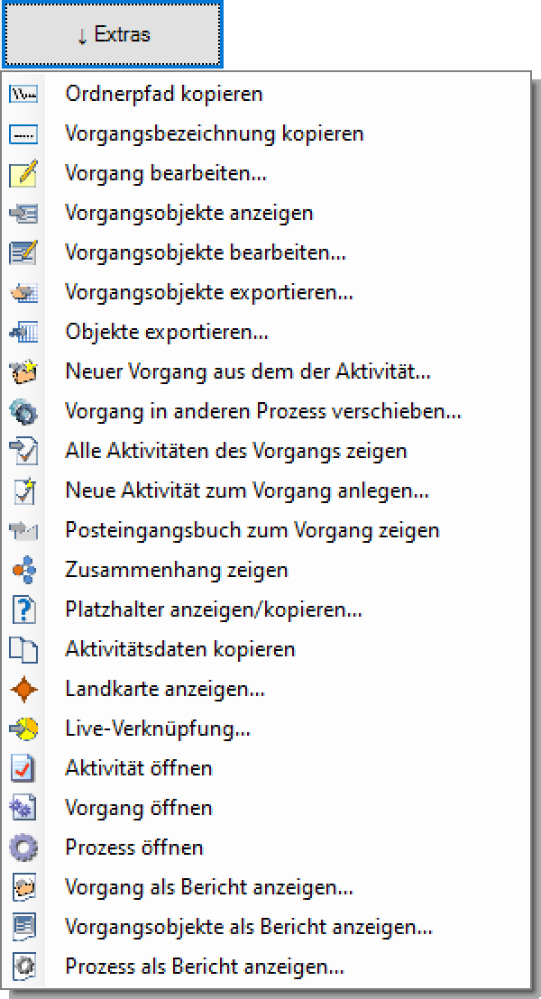 ↓ Extras
Ordnerpfad kopieren
Vorgangsbezeichnung kopieren
Vorgang bearbeiten...
Vorgangsobjekte anzeigen
Vorgangsobjekte bearbeiten...
Vorgangsobjekte exportieren...
Objekte exportieren...
Neuer Vorgang aus dem der Aktivität...
Vorgang in anderen Prozess verschieben...
Alle Aktivitäten des Vorgangs zeigen
Neue Aktivität zum Vorgang anlegen...
Posteingangsbuch zum Vorgang zeigen
Zusammenhang zeigen
Platzhalter anzeigen/kopieren...
Aktivitätsdaten kopieren
Landkarte anzeigen...
Live-Verknüpfung...
Aktivität öffnen
Vorgang öffnen
Prozess öffnen
Vorgang als Bericht anzeigen...
Vorgangsobjekte als Bericht anzeigen...
Prozess als Bericht anzeigen...